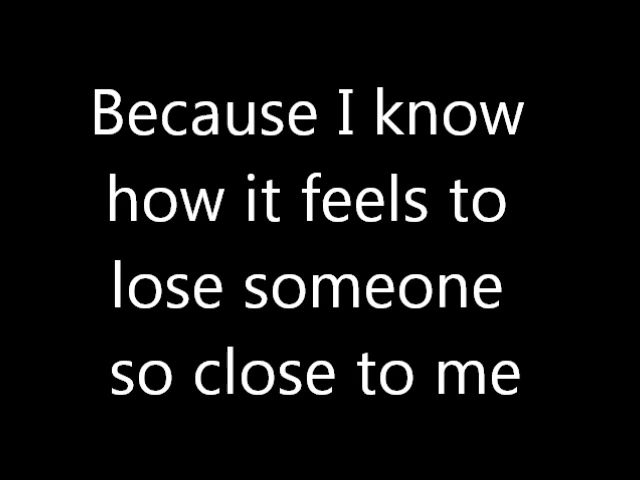 Because I know
how it feels to
lose someone
so close to me